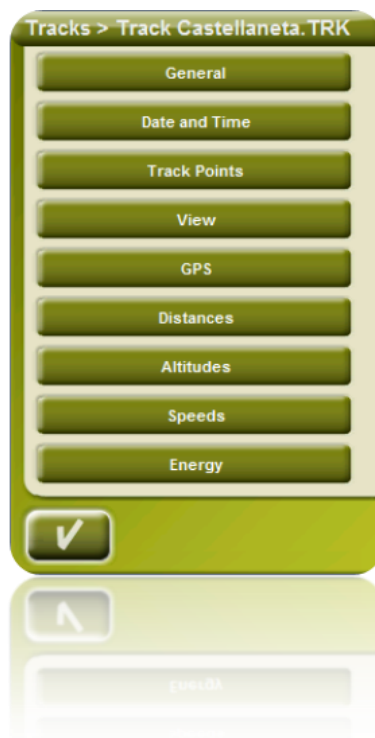 Tracks > Track Castellaneta.TRK
General
Date and Time
Track Points
View
GPS
Distances
Altitudes
Speeds
Energy